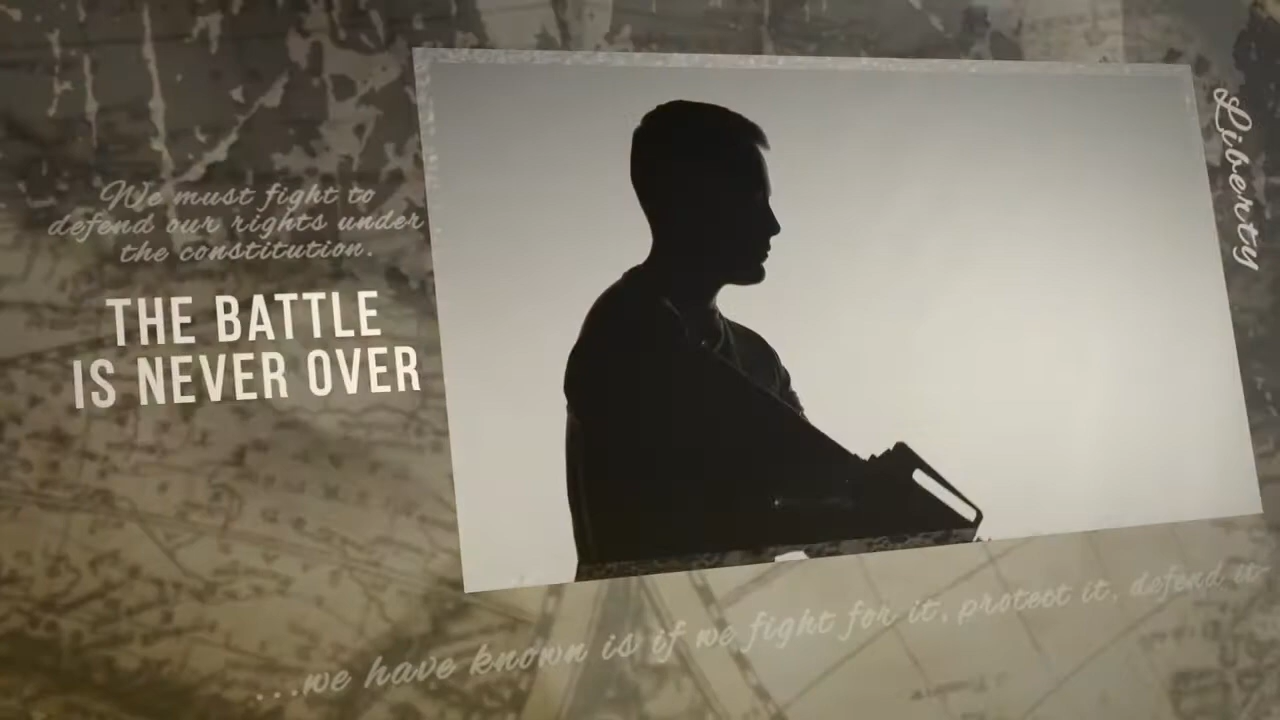 We must fight to
defend our rights under
the constitution.
THE BATTLE
IS NEVER OVER
Liberty
...we have known is if we fight for it, protect it, defend it